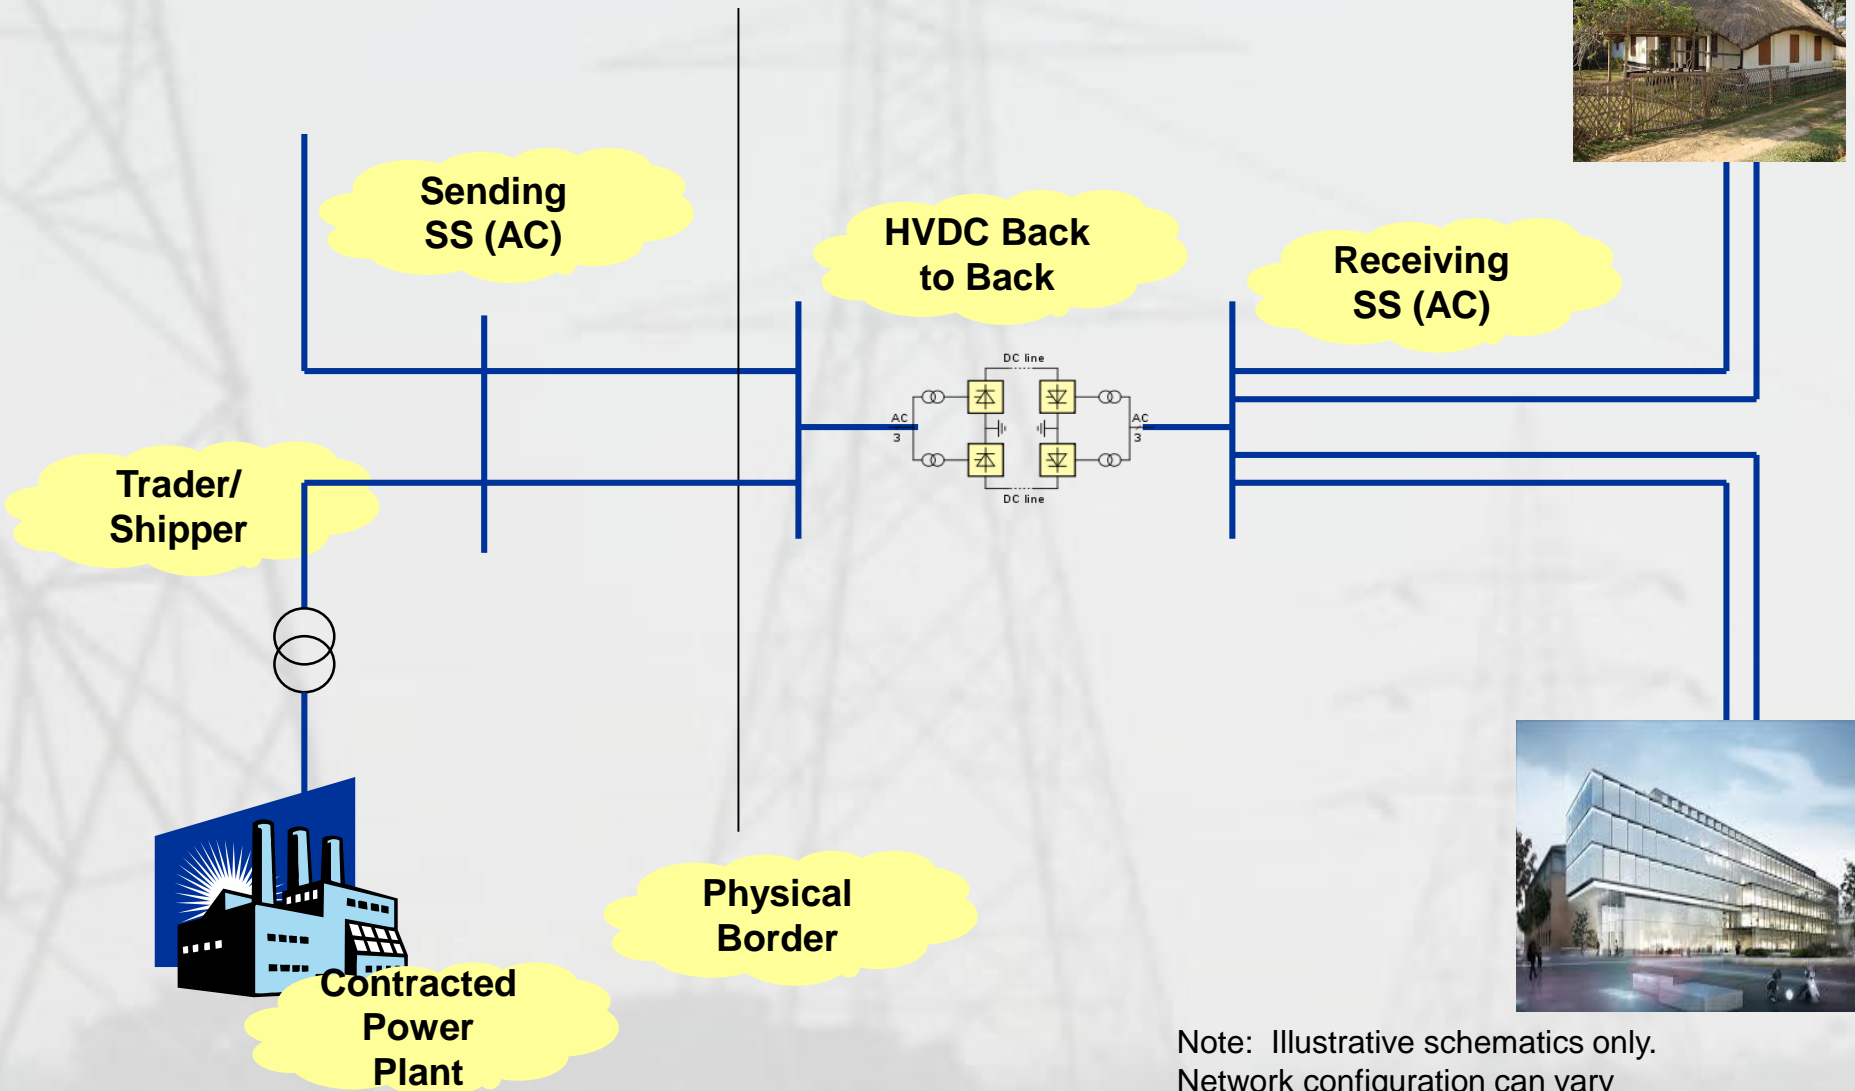 Sending
SS (AC)
HVDC Back
to Back
Receiving
SS (AC)
DC line
AC
3
AC
3
DC line
Trader/
Shipper
Physical
Border
Contracted
Power
Plant
Note: Illustrative schematics only.
Network configuration can vary